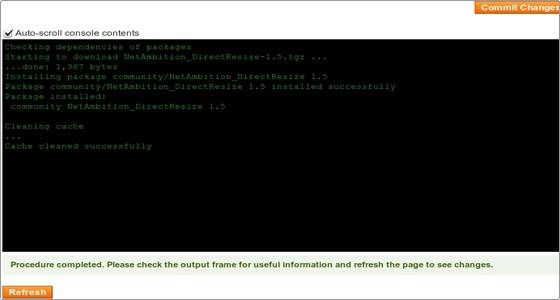 Commit Changes
Auto-scroll console contents
Checking dependencies of packages
Starting to download NetAmbition_DirectResize-1.5.tgz ...
...done: 1,967 bytes
Installing package community/NetAmbition_DirectResize 1.5
Package community/NetAmbition_DirectResize 1.5 installed successfully
Package installed:
community NetAmbition_DirectResize 1.5
Cleaning cache
...
Cache cleaned successfully
Procedure completed. Please check the output frame for useful information and refresh the page to see changes.
Refresh